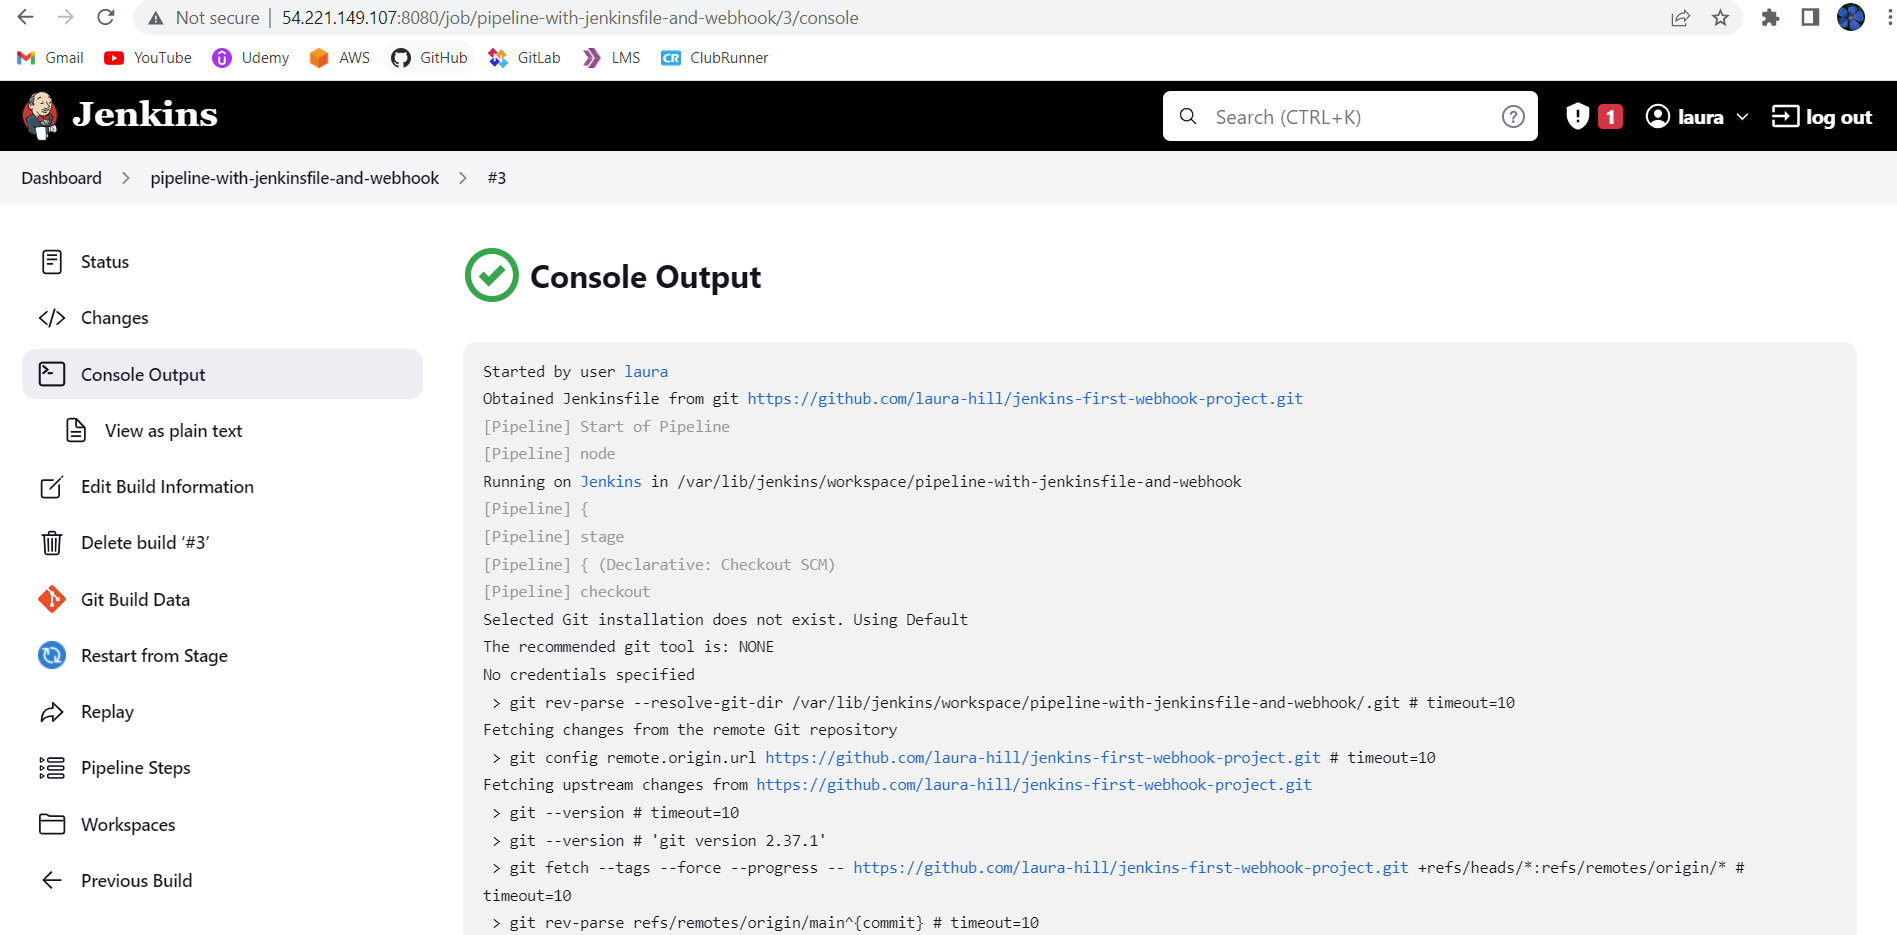 Not secure | 54.221.149.107:8080/job/pipeline-with-jenkinsfile-and-webhook/3/console
Gmail YouTube Udemy AWS GitHub GitLab LMS CR ClubRunner
Jenkins Search (CTRL+K) ? 1 laura log out
Dashboard > pipeline-with-jenkinsfile-and-webhook > #3
Status
Changes
Console Output
View as plain text
Edit Build Information
Delete build ‘#3’
Git Build Data
Restart from Stage
Replay
Pipeline Steps
Workspaces
Previous Build
Console Output
Started by user laura
Obtained Jenkinsfile from git https://github.com/laura-hill/jenkins-first-webhook-project.git
[Pipeline] Start of Pipeline
[Pipeline] node
Running on Jenkins in /var/lib/jenkins/workspace/pipeline-with-jenkinsfile-and-webhook
[Pipeline] {
[Pipeline] stage
[Pipeline] { (Declarative: Checkout SCM)
[Pipeline] checkout
Selected Git installation does not exist. Using Default
The recommended git tool is: NONE
No credentials specified
> git rev-parse --resolve-git-dir /var/lib/jenkins/workspace/pipeline-with-jenkinsfile-and-webhook/.git # timeout=10
Fetching changes from the remote Git repository
> git config remote.origin.url https://github.com/laura-hill/jenkins-first-webhook-project.git # timeout=10
Fetching upstream changes from https://github.com/laura-hill/jenkins-first-webhook-project.git
> git --version # timeout=10
> git --version # 'git version 2.37.1'
> git fetch --tags --force --progress -- https://github.com/laura-hill/jenkins-first-webhook-project.git +refs/heads/*:refs/remotes/origin/* #
timeout=10
> git rev-parse refs/remotes/origin/main^{commit} # timeout=10